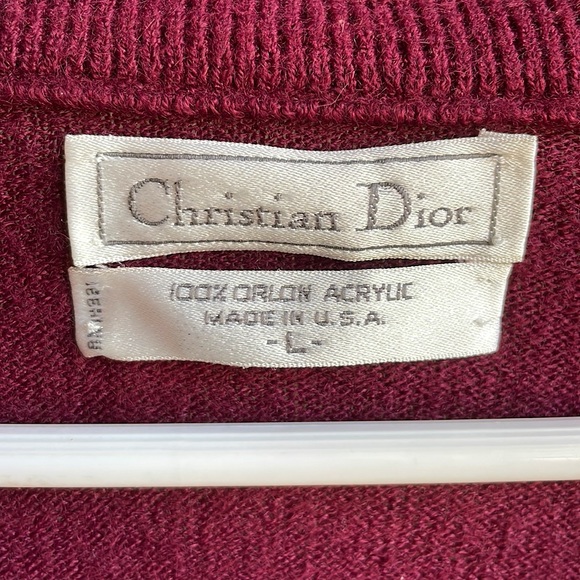 Christian Dior
100% ORLON ACRYLIC
MADE IN U.S.A.
- L -